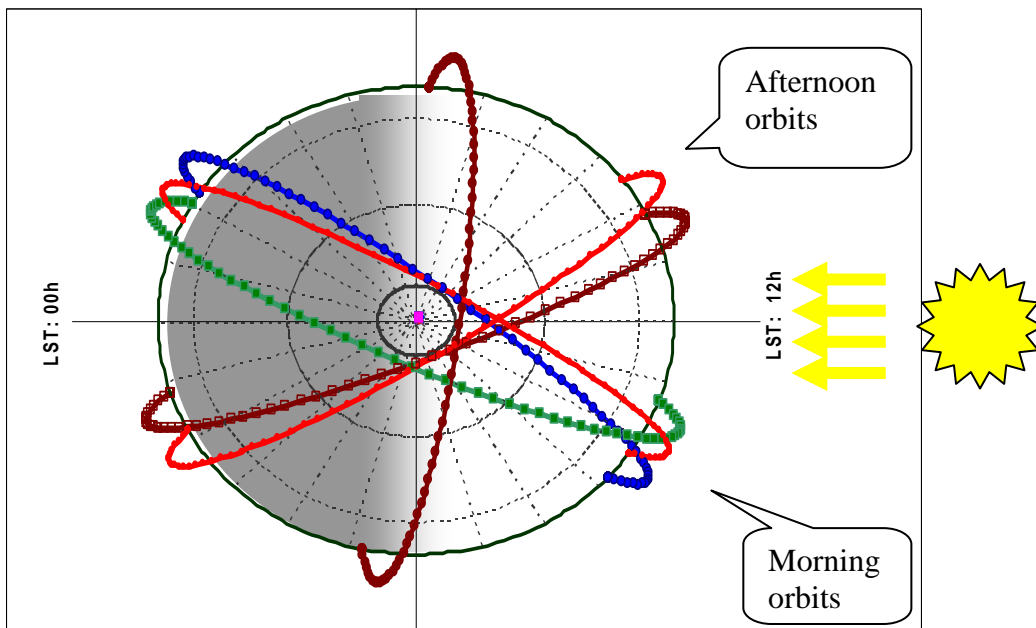 Afternoon
orbits
LST: 00h
LST: 12h
Morning
orbits